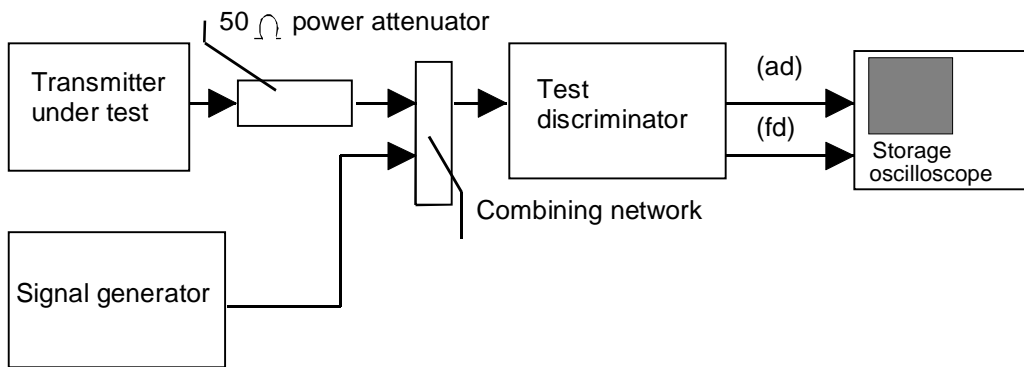 50 Ω power attenuator
Transmitter
under test
Test
discriminator
(ad)
(fd)
Storage
oscilloscope
Combining network
Signal generator